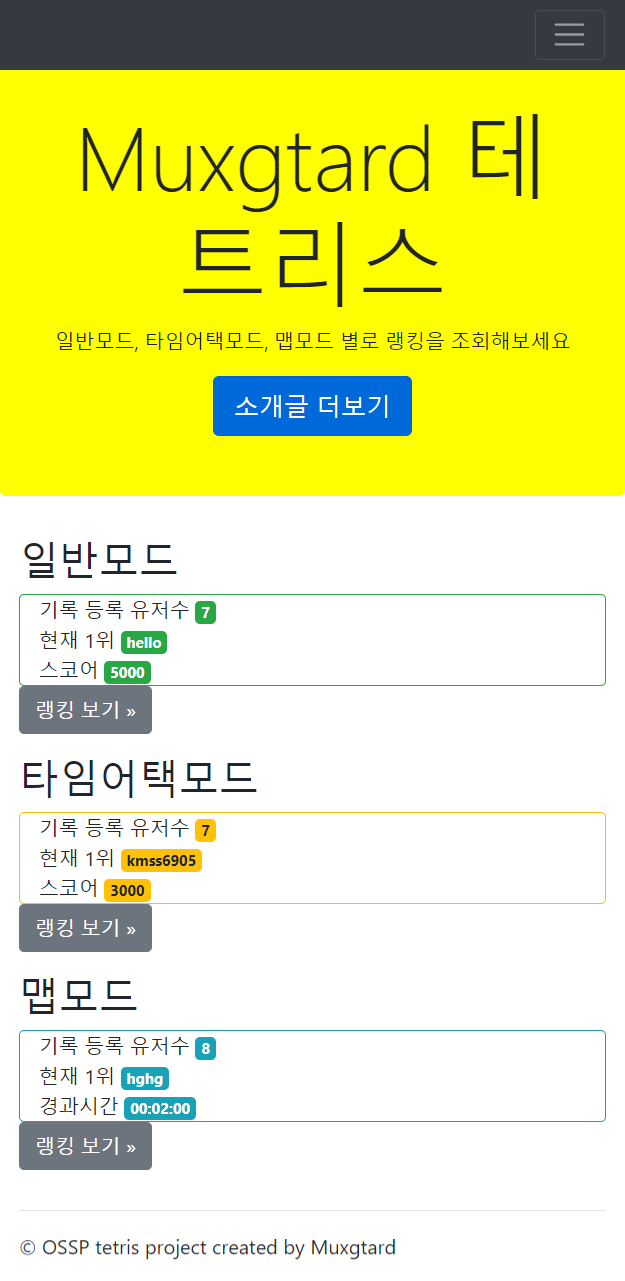 Muxgtard 테
트리스
일반모드, 타임어택모드, 맵모드 별로 랭킹을 조회해보세요
소개글 더보기
일반모드
기록 등록 유저수 7
현재 1위 hello
스코어 5000
랭킹 보기 »
타임어택모드
기록 등록 유저수 7
현재 1위 kmss6905
스코어 3000
랭킹 보기 »
맵모드
기록 등록 유저수 8
현재 1위 hghg
경과시간 00:02:00
랭킹 보기 »
© OSSP tetris project created by Muxgtard